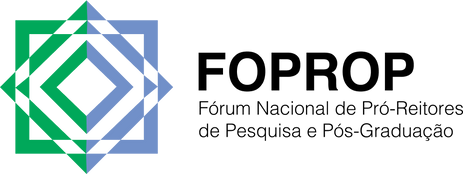 FOPROP
Fórum Nacional de Pró-Reitores
de Pesquisa e Pós-Graduação